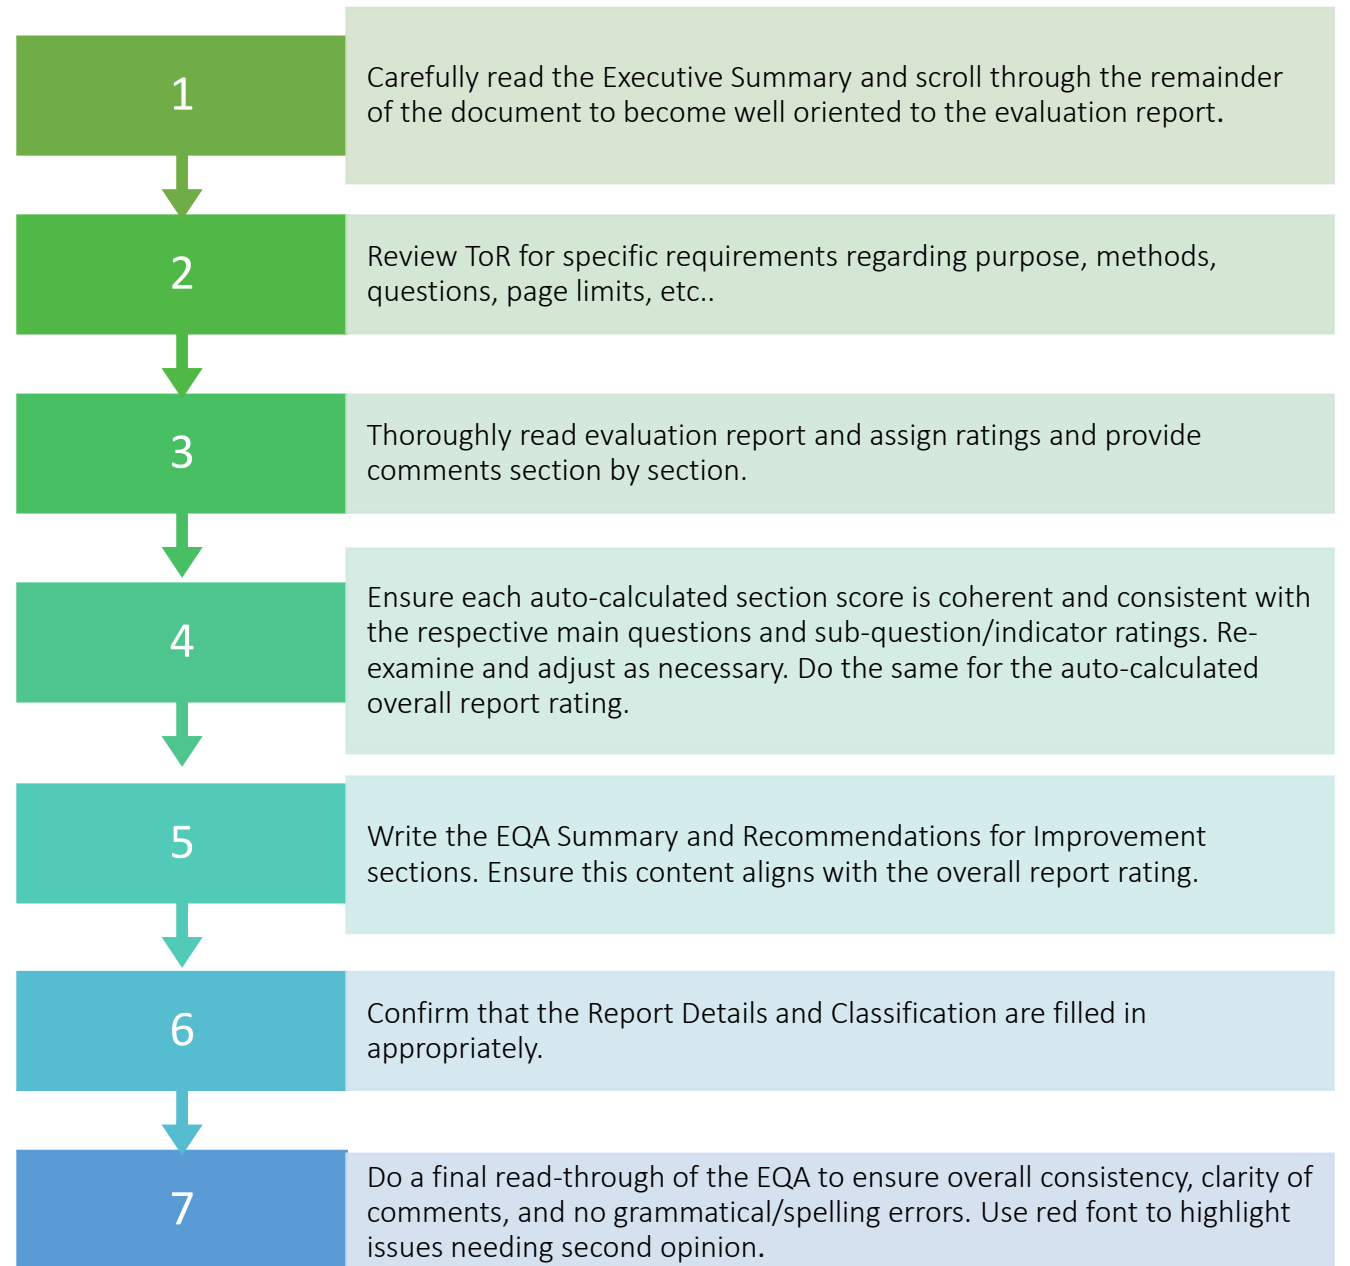 1
Carefully read the Executive Summary and scroll through the remainder
of the document to become well oriented to the evaluation report.
2
Review ToR for specific requirements regarding purpose, methods,
questions, page limits, etc..
3
Thoroughly read evaluation report and assign ratings and provide
comments section by section.
4
Ensure each auto-calculated section score is coherent and consistent with
the respective main questions and sub-question/indicator ratings. Re-
examine and adjust as necessary. Do the same for the auto-calculated
overall report rating.
5
Write the EQA Summary and Recommendations for Improvement
sections. Ensure this content aligns with the overall report rating.
6
Confirm that the Report Details and Classification are filled in
appropriately.
7
Do a final read-through of the EQA to ensure overall consistency, clarity of
comments, and no grammatical/spelling errors. Use red font to highlight
issues needing second opinion.